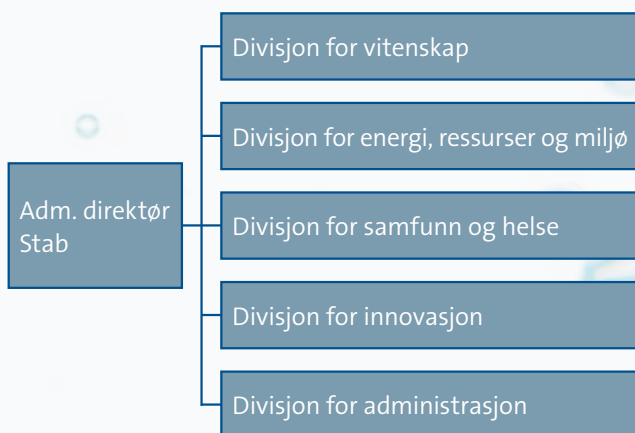 Divisjon for vitenskap
Divisjon for energi, ressurser og miljø
Adm. direktør
Stab
Divisjon for samfunn og helse
Divisjon for innovasjon
Divisjon for administrasjon